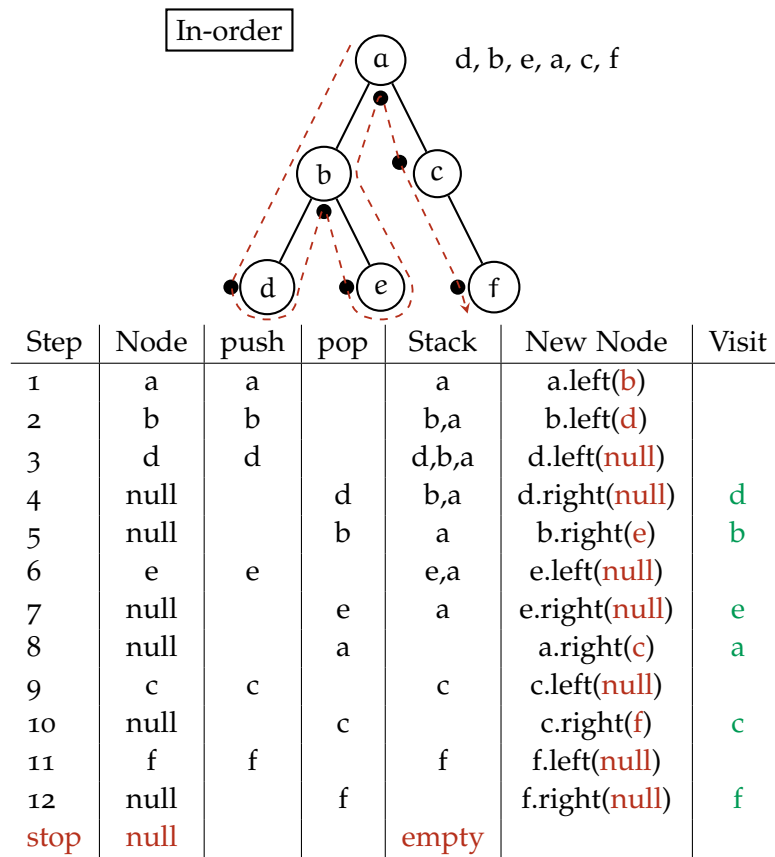 In-order
a
d, b, e, a, c, f
b
c
d
e
f
Step Node push pop Stack New Node Visit
1 a a a a.left(b)
2 b b b,a b.left(d)
3 d d d,b,a d.left(null)
4 null d b,a d.right(null) d
5 null b a b.right(e) b
6 e e e,a e.left(null)
7 null e a e.right(null) e
8 null a a.right(c) a
9 c c c c.left(null)
10 null c c.right(f) c
11 f f f f.left(null)
12 null f f.right(null) f
stop null empty